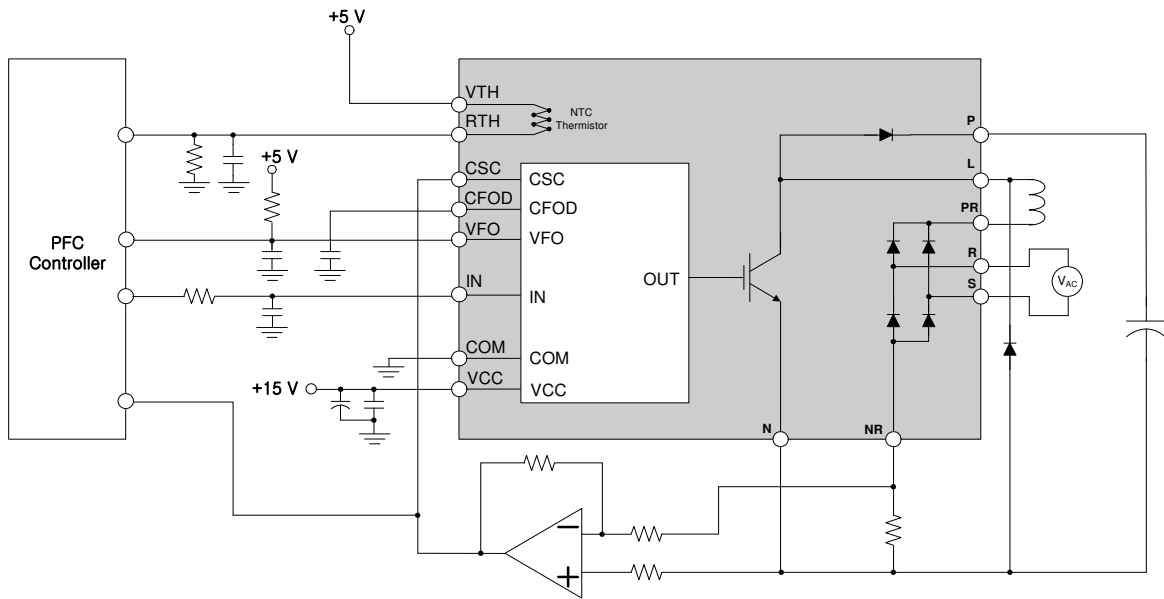 +5 V
VTH
RTH
NTC
Thermistor
P
L
PR
R
S
VAC
+5 V
CSC
CSC
CFOD
CFOD
VFO
VFO
PFC
Controller
IN
IN
OUT
COM
COM
VCC
VCC
+15 V
N
NR
−
+